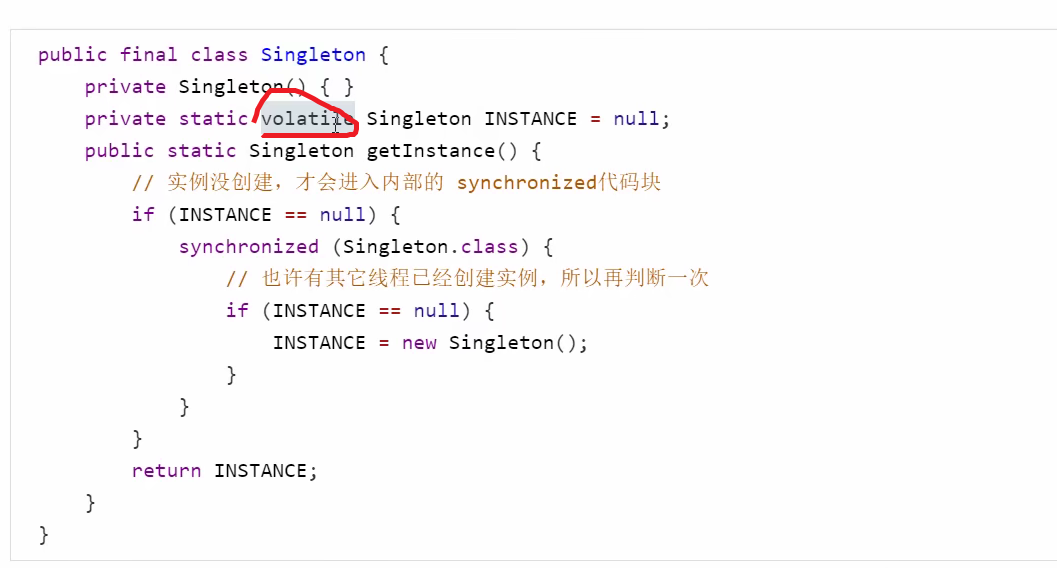 public final class Singleton {
private Singleton() { }
private static volatile Singleton INSTANCE = null;
public static Singleton getInstance() {
// 实例没创建，才会进入内部的 synchronized代码块
if (INSTANCE == null) {
synchronized (Singleton.class) {
// 也许有其它线程已经创建实例，所以再判断一次
if (INSTANCE == null) {
INSTANCE = new Singleton();
}
}
}
return INSTANCE;
}
}